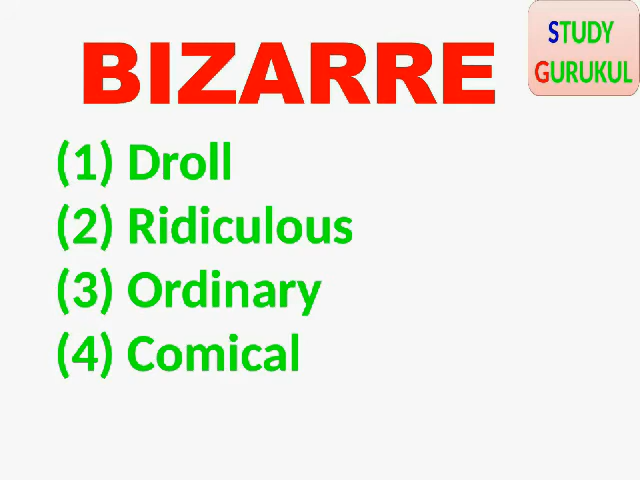 STUDY
GURUKUL
BIZARRE
(1) Droll
(2) Ridiculous
(3) Ordinary
(4) Comical